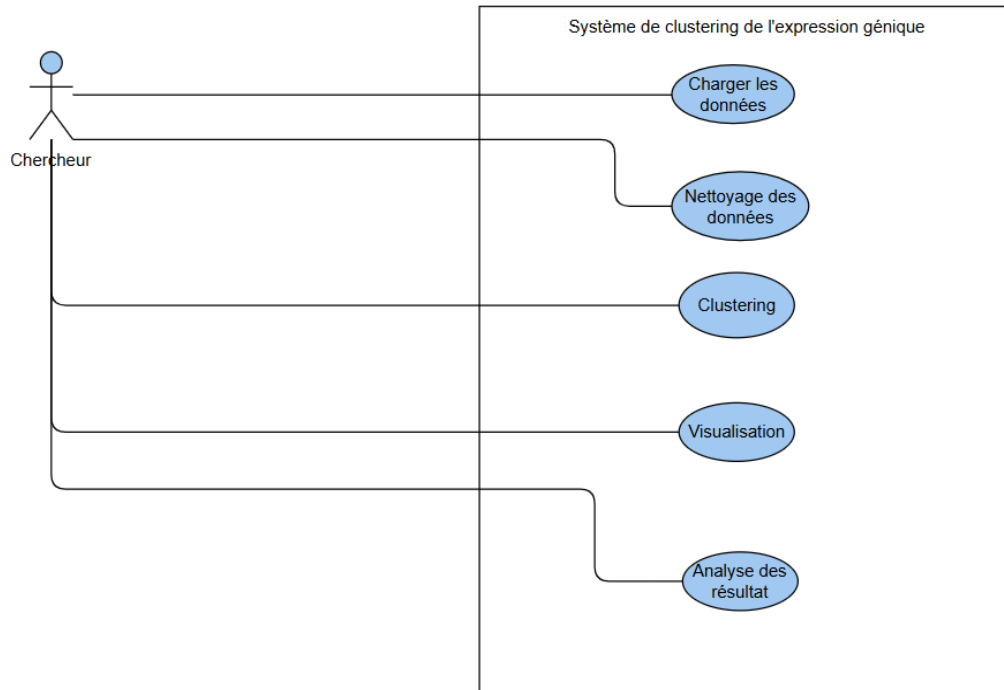 Système de clustering de l'expression génique
Charger les
données
Chercheur
Nettoyage des
données
Clustering
Visualisation
Analyse des
résultat